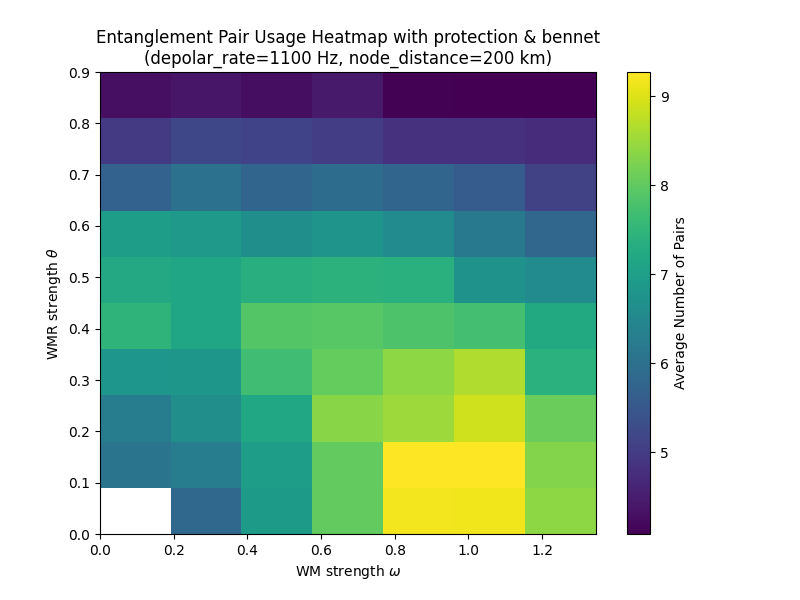 Entanglement Pair Usage Heatmap with protection & bennet
(depolar_rate=1100 Hz, node_distance=200 km)
0.9
0.8
0.7
0.6
0.5
0.4
0.3
0.2
0.1
0.0
WMR strength θ
0.0 0.2 0.4 0.6 0.8 1.0 1.2
WM strength ω
9
8
7
6
5
Average Number of Pairs